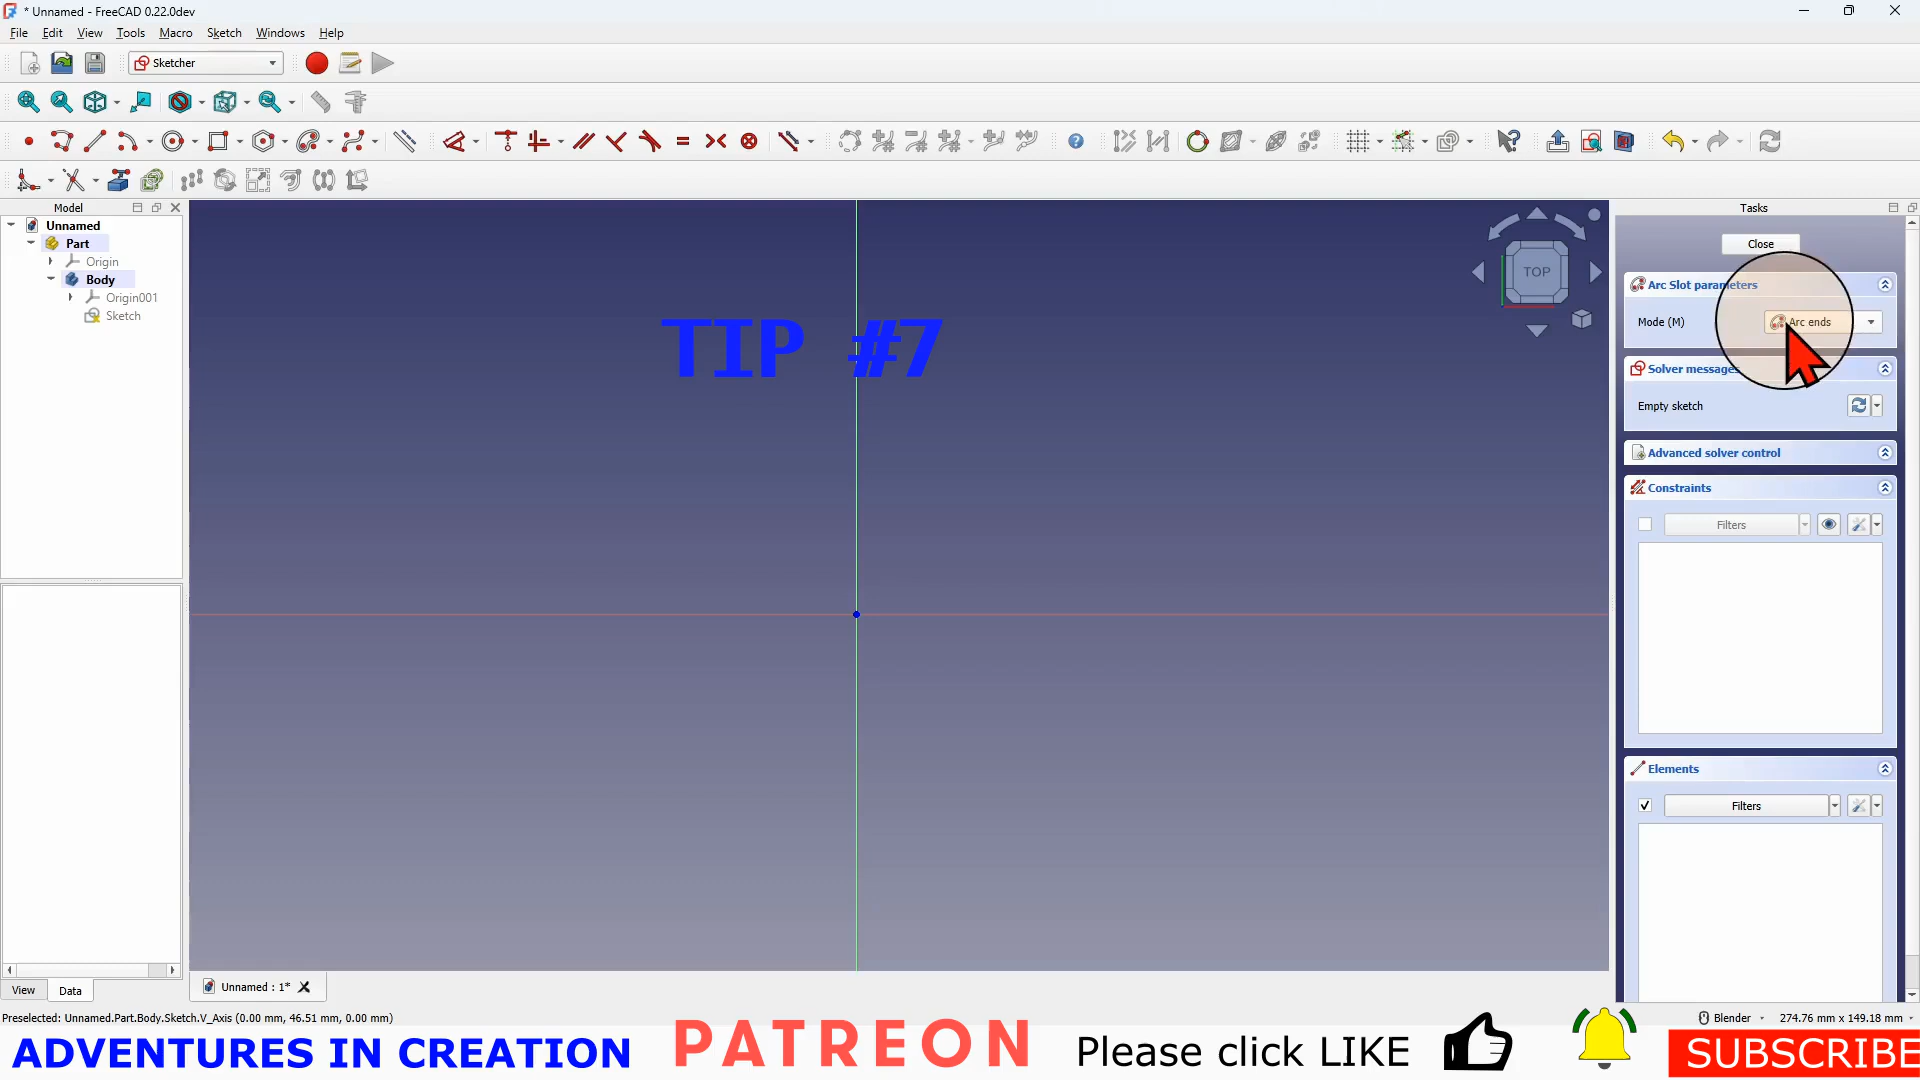 * Unnamed - FreeCAD 0.22.0dev
File Edit View Tools Macro Sketch Windows Help
Sketcher
Model
Tasks
Unnamed
Part
Origin
Body
Origin001
Sketch
TIP #7
TOP
Close
Arc Slot parameters
Mode (M) Arc ends
Solver messages
Empty sketch
Advanced solver control
Constraints
Filters
Elements
Filters
View Data
Unnamed : 1*
Preselected: Unnamed.Part.Body.Sketch.V_Axis (0.00 mm, 46.51 mm, 0.00 mm)
Blender 274.76 mm x 149.18 mm
ADVENTURES IN CREATION PATREON Please click LIKE SUBSCRIBE